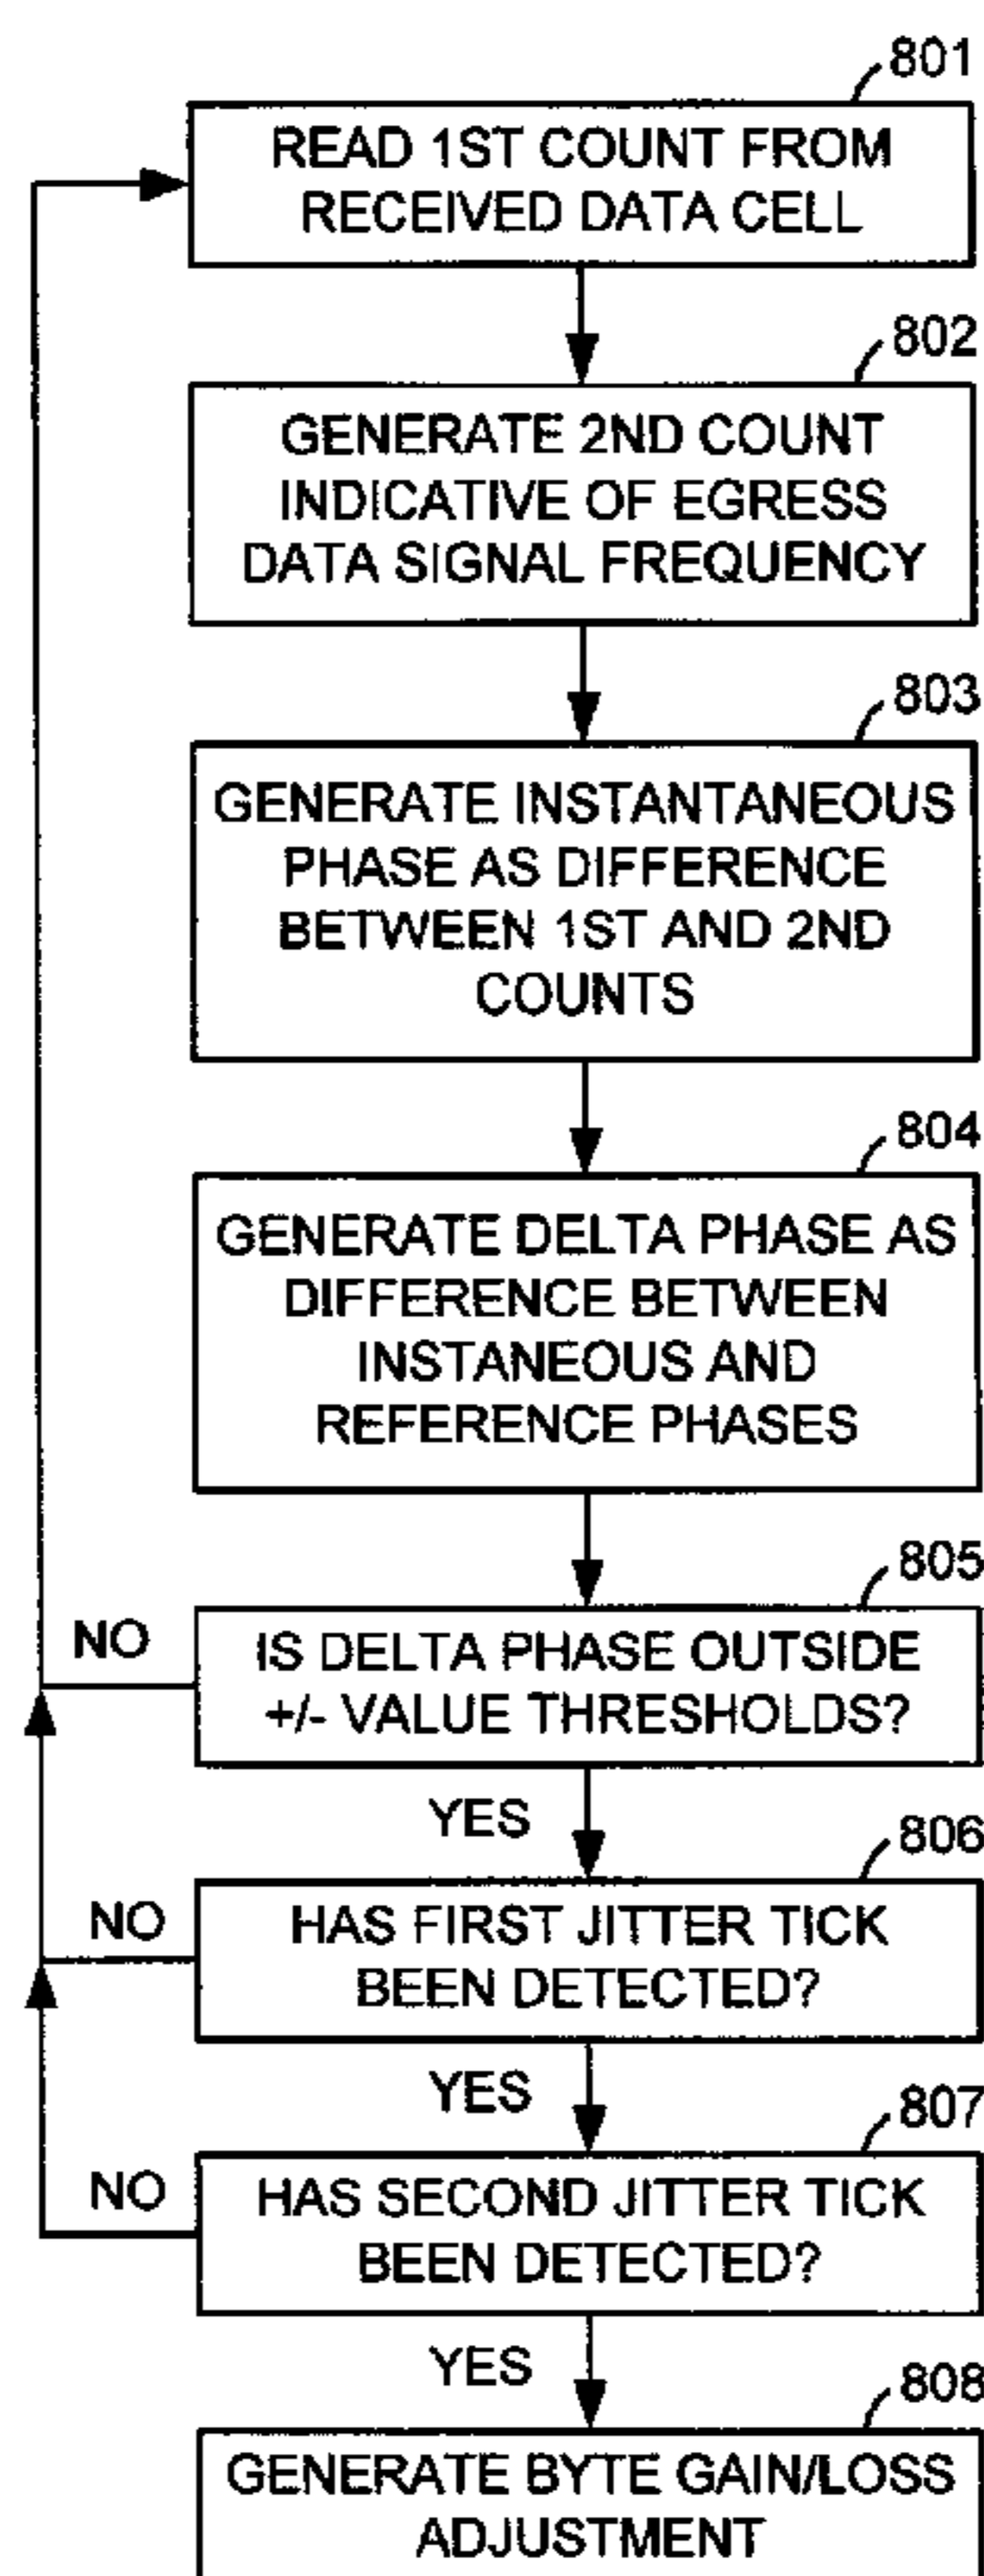 801
READ 1ST COUNT FROM
RECEIVED DATA CELL
802
GENERATE 2ND COUNT
INDICATIVE OF EGRESS
DATA SIGNAL FREQUENCY
803
GENERATE INSTANTANEOUS
PHASE AS DIFFERENCE
BETWEEN 1ST AND 2ND
COUNTS
804
GENERATE DELTA PHASE AS
DIFFERENCE BETWEEN
INSTANEOUS AND
REFERENCE PHASES
805
NO
IS DELTA PHASE OUTSIDE
+/- VALUE THRESHOLDS?
YES
806
NO
HAS FIRST JITTER TICK
BEEN DETECTED?
YES
807
NO
HAS SECOND JITTER TICK
BEEN DETECTED?
YES
808
GENERATE BYTE GAIN/LOSS
ADJUSTMENT